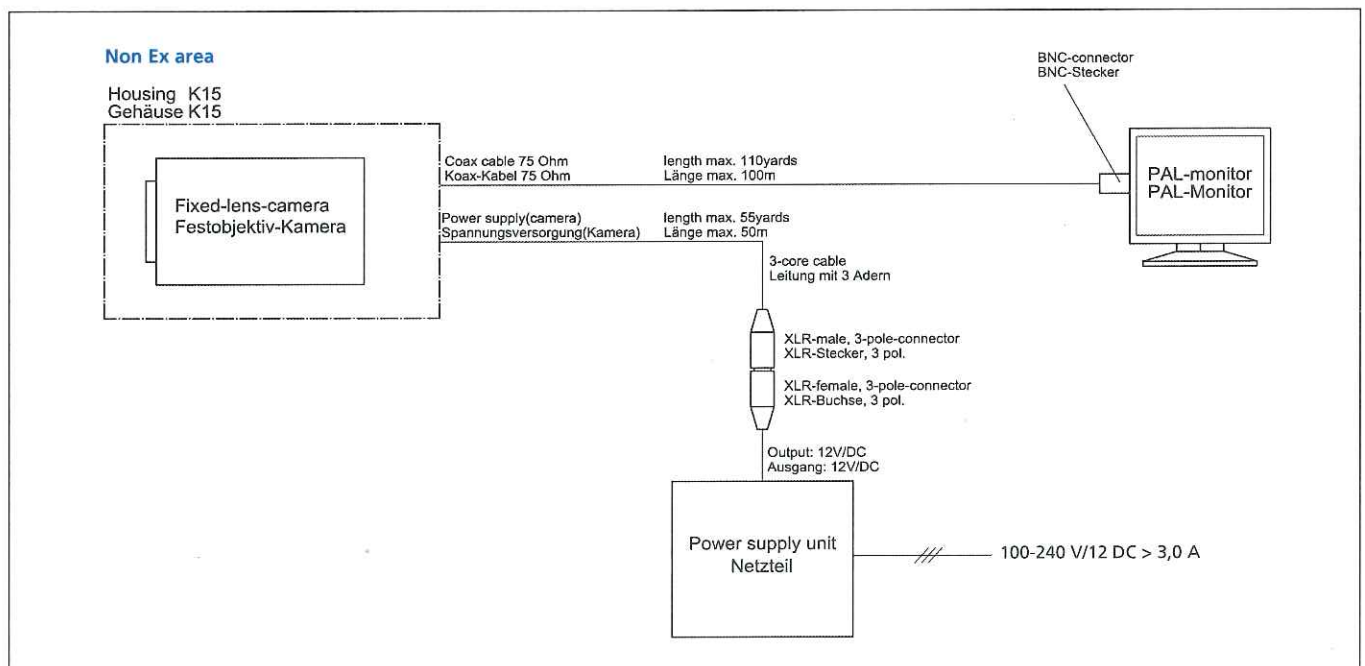 Non Ex area
Housing K15
Gehäuse K15
BNC-connector
BNC-Stecker
Coax cable 75 Ohm
Koax-Kabel 75 Ohm
length max. 110yards
Länge max. 100m
PAL-monitor
PAL-Monitor
Fixed-lens-camera
Festobjektiv-Kamera
Power supply(camera)
Spannungsversorgung(Kamera)
length max. 55yards
Länge max. 50m
3-core cable
Leitung mit 3 Adern
XLR-male, 3-pole-connector
XLR-Stecker, 3 pol.
XLR-female, 3-pole-connector
XLR-Buchse, 3 pol.
Output: 12V/DC
Ausgang: 12V/DC
Power supply unit
Netzteil
100-240 V/12 DC > 3,0 A